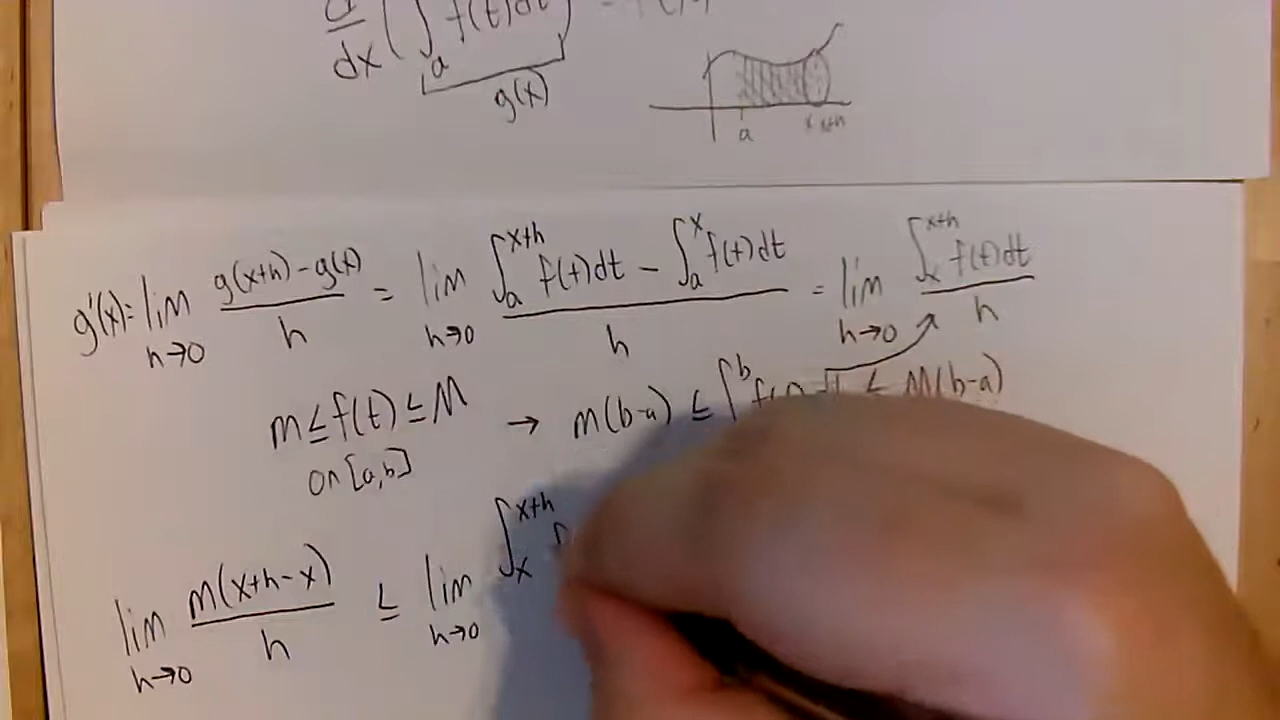 d/dx ( ∫_a f(t)dt )
g(x)
a x x+h
g'(x) = lim_{h→0} (g(x+h) - g(x))/h = lim_{h→0} (∫_a^{x+h} f(t)dt - ∫_a^x f(t)dt)/h = lim_{h→0} (∫_x^{x+h} f(t)dt)/h
m ≤ f(t) ≤ M → m(b-a) ≤ ∫^b f( ≤ M(b-a)
on [a,b]
lim_{h→0} m(x+h-x)/h ≤ lim_{h→0} ∫_x^{x+h} f